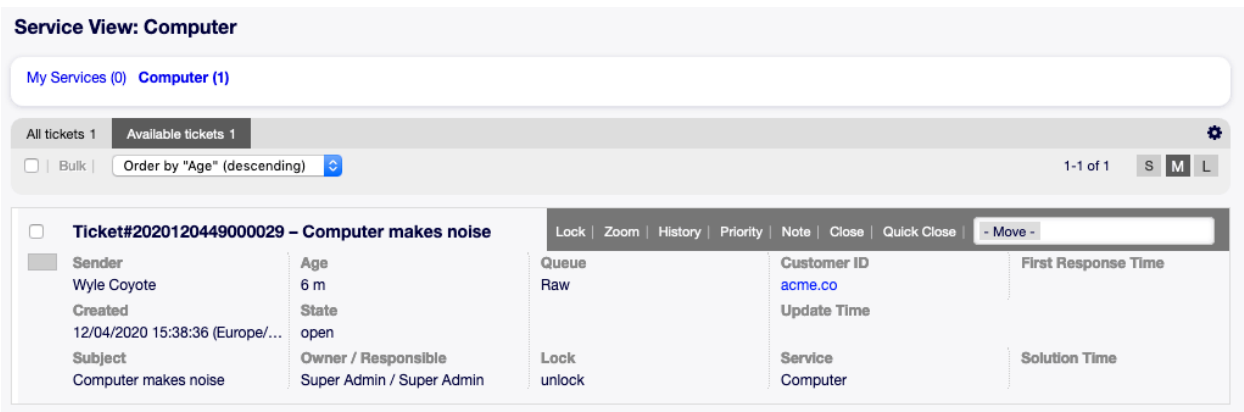 Service View: Computer
My Services (0) Computer (1)
All tickets 1 Available tickets 1
| Bulk | Order by "Age" (descending) 1-1 of 1 S M L
Ticket#2020120449000029 – Computer makes noise Lock | Zoom | History | Priority | Note | Close | Quick Close | - Move -
Sender Age Queue Customer ID First Response Time
Wyle Coyote 6 m Raw acme.co
Created State Update Time
12/04/2020 15:38:36 (Europe/... open
Subject Owner / Responsible Lock Service Solution Time
Computer makes noise Super Admin / Super Admin unlock Computer